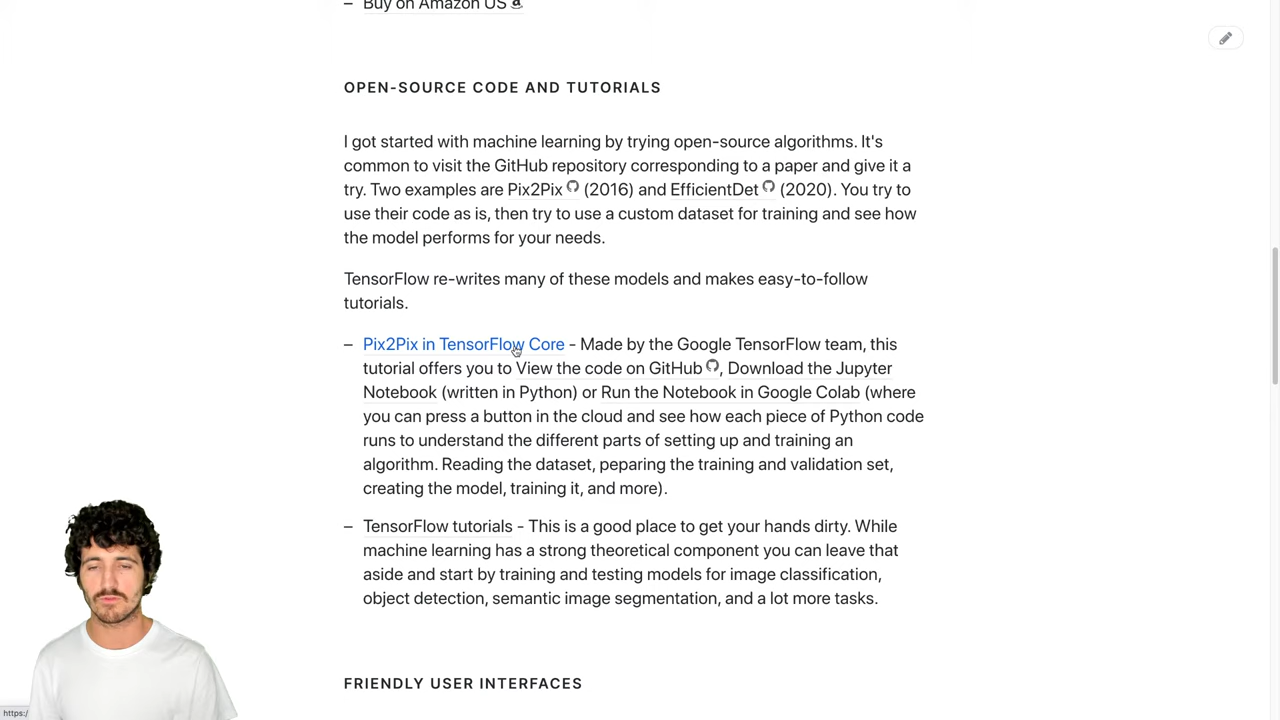 – Buy on Amazon US
OPEN-SOURCE CODE AND TUTORIALS
I got started with machine learning by trying open-source algorithms. It's
common to visit the GitHub repository corresponding to a paper and give it a
try. Two examples are Pix2Pix (2016) and EfficientDet (2020). You try to
use their code as is, then try to use a custom dataset for training and see how
the model performs for your needs.
TensorFlow re-writes many of these models and makes easy-to-follow
tutorials.
– Pix2Pix in TensorFlow Core - Made by the Google TensorFlow team, this
tutorial offers you to View the code on GitHub , Download the Jupyter
Notebook (written in Python) or Run the Notebook in Google Colab (where
you can press a button in the cloud and see how each piece of Python code
runs to understand the different parts of setting up and training an
algorithm. Reading the dataset, peparing the training and validation set,
creating the model, training it, and more).
– TensorFlow tutorials - This is a good place to get your hands dirty. While
machine learning has a strong theoretical component you can leave that
aside and start by training and testing models for image classification,
object detection, semantic image segmentation, and a lot more tasks.
FRIENDLY USER INTERFACES
https:/